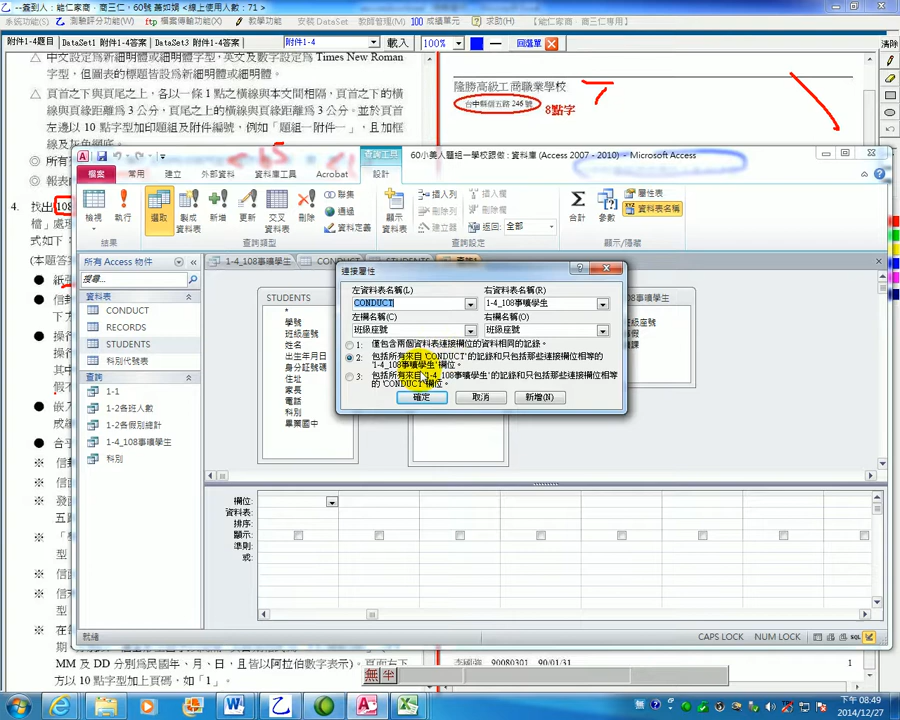 --簽到人: 能仁家商．商三仁，60號 蕭如娟 <線上使用人數：71>
系統功能(S) 測驗評分功能(W) ftp 檔案傳輸功能(X) 教學功能 安裝 DataSet 教師管理(M) 100 成績單元 求助(H) 【能仁家商三仁專用】
附件1-4題目 DataSet1 附件1-4答案 DataSet3 附件1-4答案 附件1-4 載入 100% 回選單 清除
△ 中文設定為新細明體或細明體字型，英文及數字設定為 Times New Roman
字型，但圖表的標題皆設為新細明體。
△ 頁首之下與頁尾之上，各以一條 1 點之橫線與本文間相隔，頁首之下的橫
線與頁緣距離為 3 公分，頁尾之上的橫線與頁緣距離為 3 公分。並於頁首
左邊以 10 點字型加印題組及附件編號，例如「題組一附件一」，且加框
線及灰色網底。
隆勝高級工商職業學校
台中縣信五路 246 號
8點字
60小美人題組一學校跟做 : 資料庫 (Access 2007 - 2010) - Microsoft Access
檔案 常用 建立 外部資料 資料庫工具 Acrobat 設計
資料工具
檢視 執行 選取 製成資料表 新增 更新 交叉資料表 刪除 聯集 通過 資料定義
顯示資料表 插入列 刪除列 建立器 插入欄 刪除欄 返回: 全部 合計 參數 屬性表 資料表名稱
結果 查詢類型 查詢設定 顯示/隱藏
4. 找出 108
所有 Access 物件
搜尋...
資料表
CONDUCT
RECORDS
STUDENTS
科別代號表
查詢
1-1
1-2各班人數
1-2各假別總計
1-4_108事曠學生
科別
1-4_108事曠學生 CONDUCT
STUDENTS
*
學號
班級座號
姓名
出生年月日
身分証號碼
住址
家長
電話
科別
畢業國中
連接屬性
左資料表名稱(L) 右資料表名稱(R)
CONDUCT 1-4_108事曠學生
左欄名稱(C) 右欄名稱(O)
班級座號 班級座號
1: 僅包含兩個資料表連接欄位的資料相同的記錄。
2: 包括所有來自 'CONDUCT' 的記錄和只包括那些連接欄位相等的
'1-4_108事曠學生' 欄位。
3: 包括所有來自 '1-4_108事曠學生' 的記錄和只包括那些連接欄位相等
的 'CONDUCT' 欄位。
確定 取消 新增(N)
欄位:
資料表:
排序:
顯示:
準則:
或:
就緒 CAPS LOCK NUM LOCK SQL
MM 及 DD 分別為民國年、月、日，且皆以阿拉伯數字表示)。頁面右下
方以 10 點字型加上頁碼，如「1」。
90080301 90/01/31 1
無 半
下午 08:49
2014/12/27